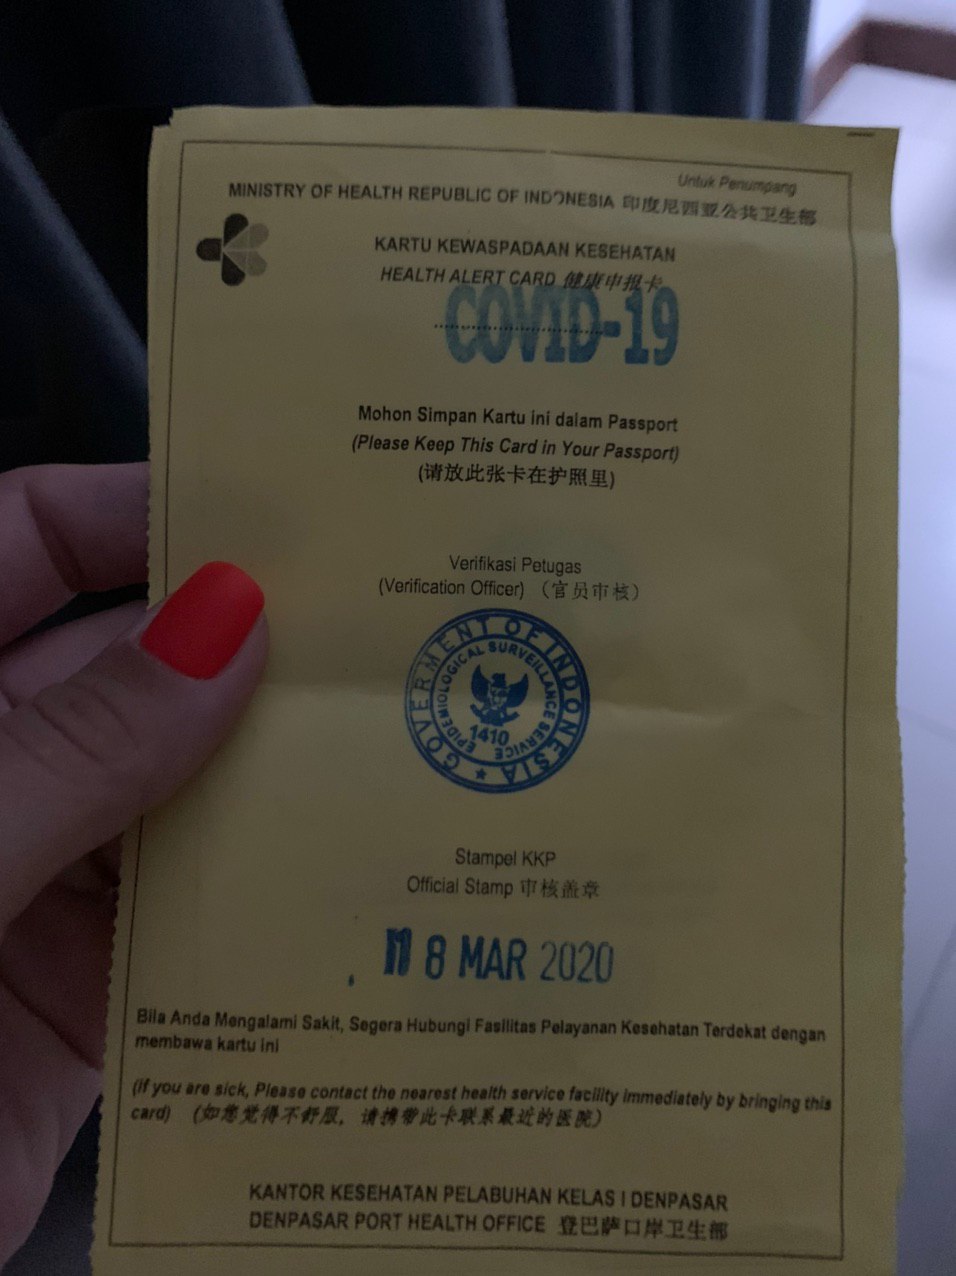 Untuk Penumpang
MINISTRY OF HEALTH REPUBLIC OF INDONESIA 印度尼西亚公共卫生部
KARTU KEWASPADAAN KESEHATAN
HEALTH ALERT CARD 健康申报卡
COVID-19
Mohon Simpan Kartu ini dalam Passport
(Please Keep This Card in Your Passport)
(请放此张卡在护照里)
Verifikasi Petugas
(Verification Officer) （官员审核）
GOVERMENT OF INDONESIA
EPIDEMIOLOGICAL SURVEILLANCE SERVICE
1410
Stampel KKP
Official Stamp 审核盖章
8 MAR 2020
Bila Anda Mengalami Sakit, Segera Hubungi Fasilitas Pelayanan Kesehatan Terdekat dengan
membawa kartu ini
(if you are sick, Please contact the nearest health service facility immediately by bringing this
card) （如您觉得不舒服，请携带此卡联系最近的医院）
KANTOR KESEHATAN PELABUHAN KELAS I DENPASAR
DENPASAR PORT HEALTH OFFICE 登巴萨口岸卫生部